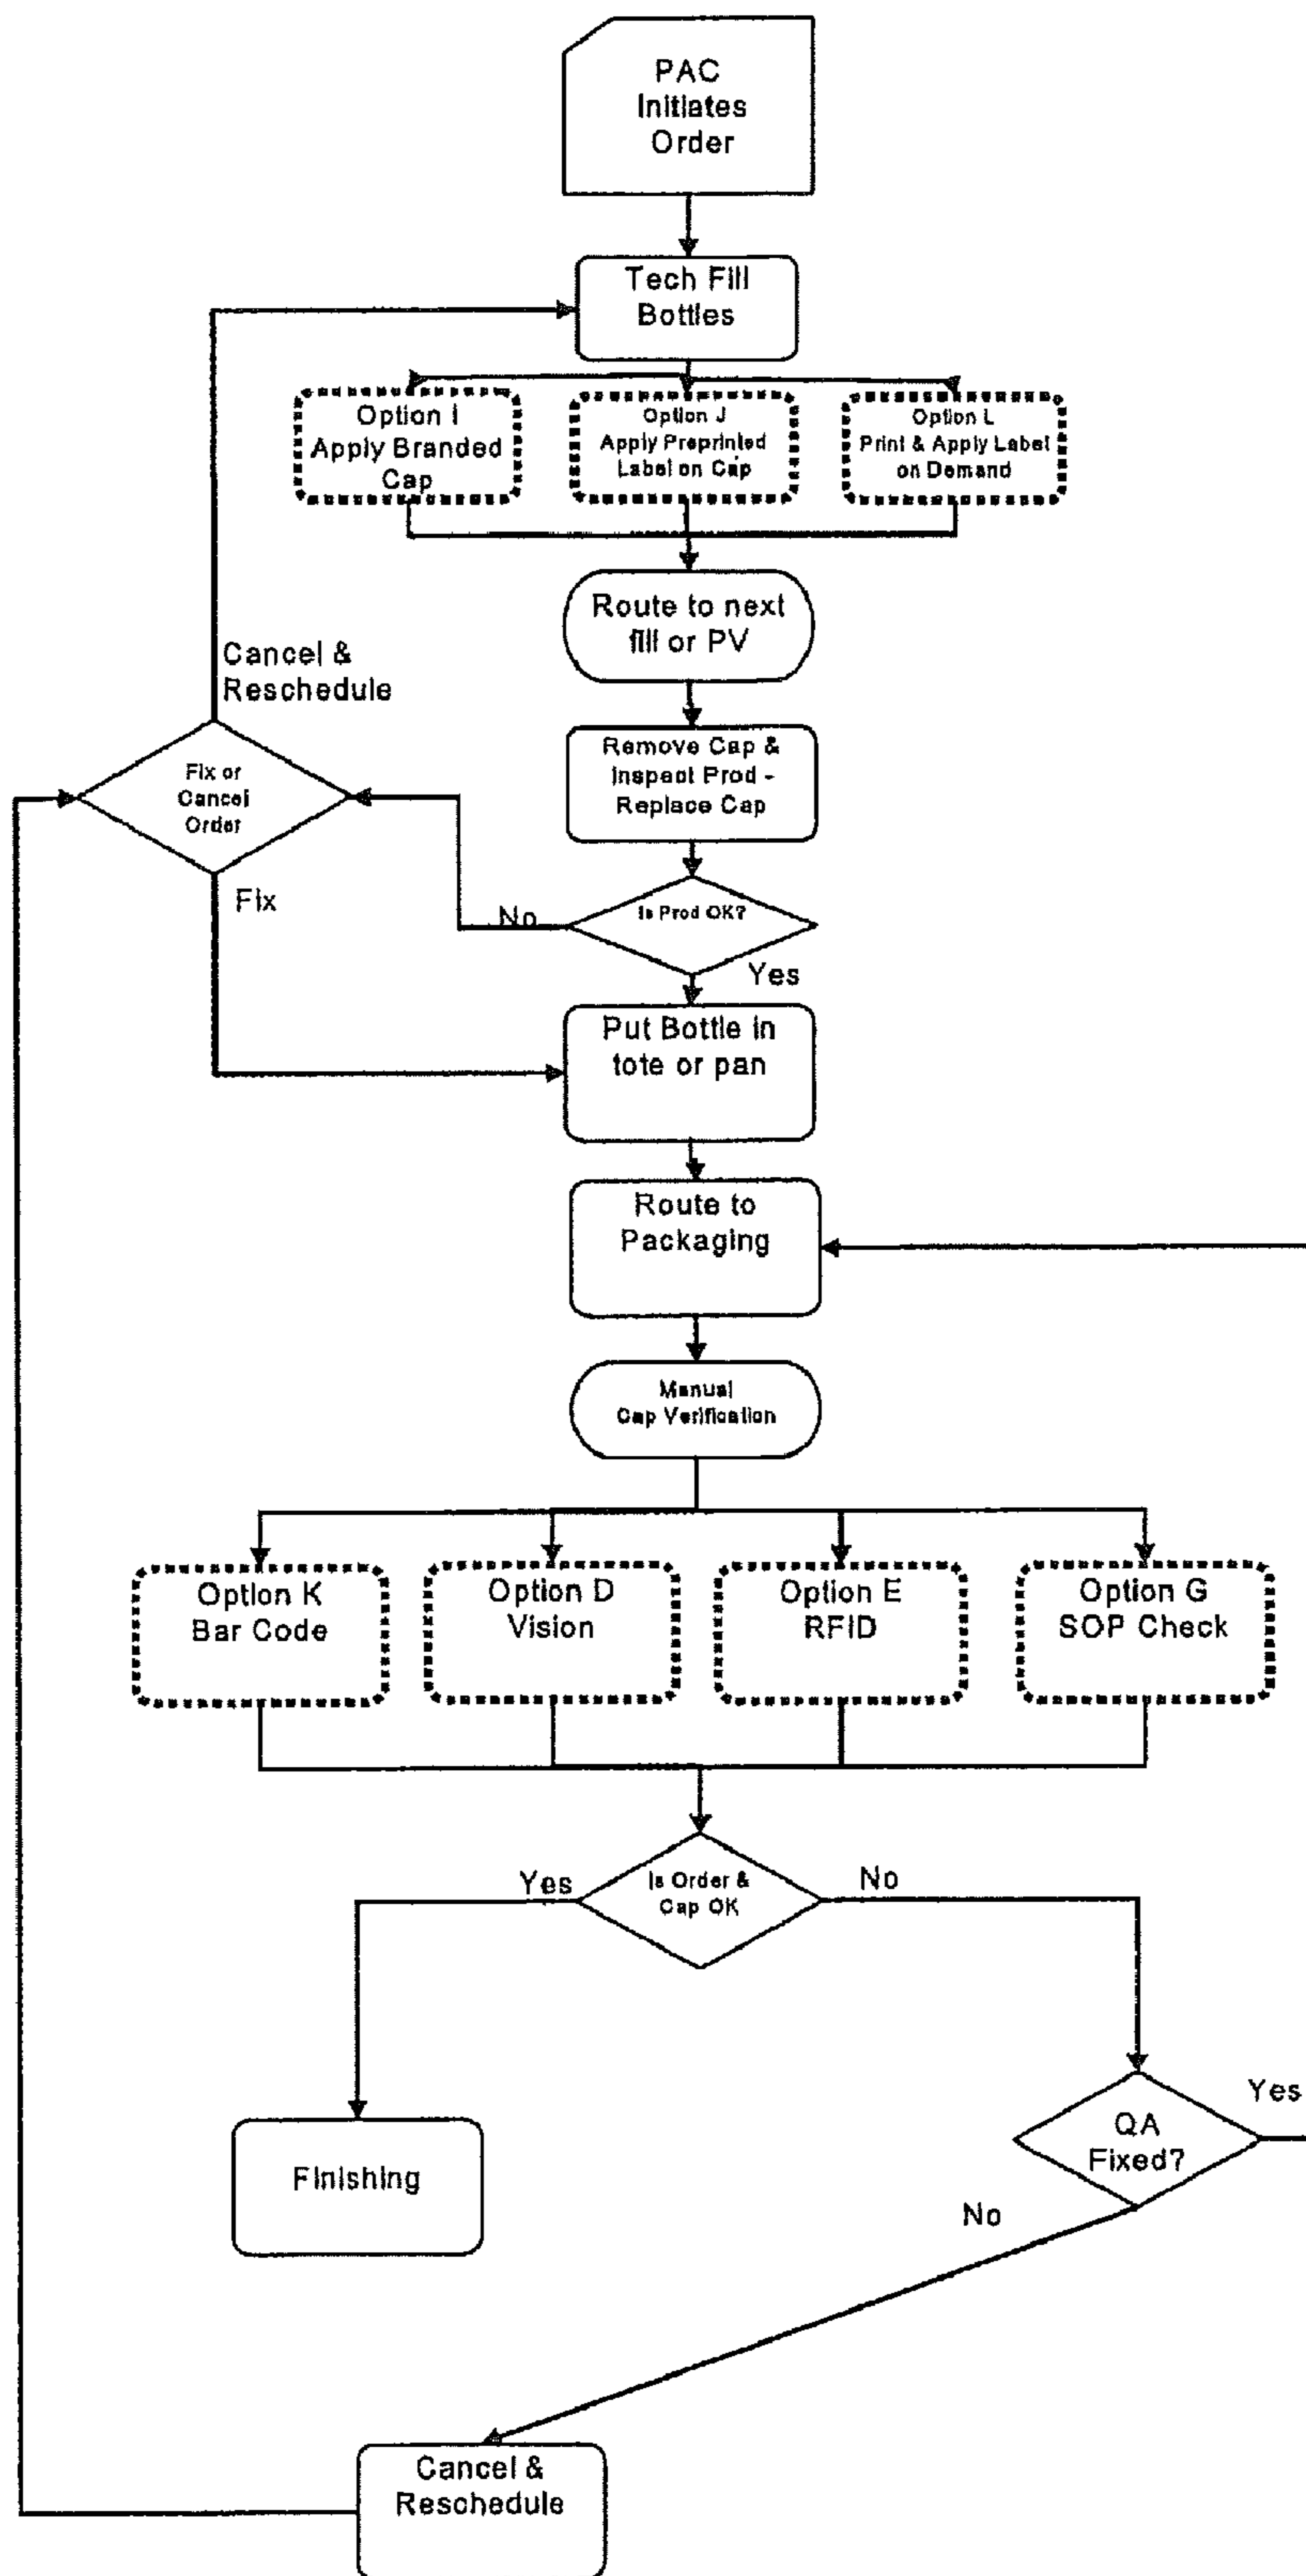 PAC
Initiates
Order
Tech Fill
Bottles
Option I
Apply Branded
Cap
Option J
Apply Preprinted
Label on Cap
Option L
Print & Apply Label
on Demand
Route to next
fill or PV
Cancel &
Reschedule
Remove Cap &
Inspect Prod -
Replace Cap
Fix or
Cancel
Order
Fix
No
Is Prod OK?
Yes
Put Bottle in
tote or pan
Route to
Packaging
Manual
Cap Verification
Option K
Bar Code
Option D
Vision
Option E
RFID
Option G
SOP Check
Yes
Is Order &
Cap OK
No
Finishing
QA
Fixed?
Yes
No
Cancel &
Reschedule